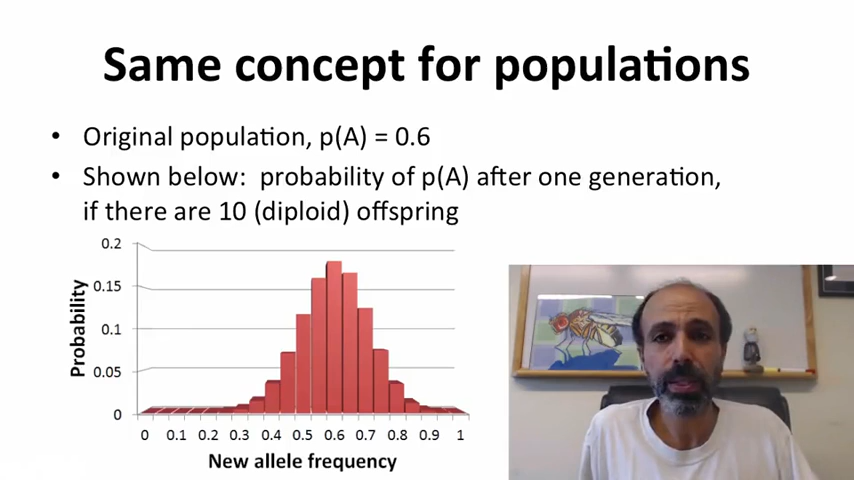 Same concept for populations
• Original population, p(A) = 0.6
• Shown below: probability of p(A) after one generation,
if there are 10 (diploid) offspring
0.2
0.15
0.1
0.05
0
Probability
0 0.1 0.2 0.3 0.4 0.5 0.6 0.7 0.8 0.9 1
New allele frequency